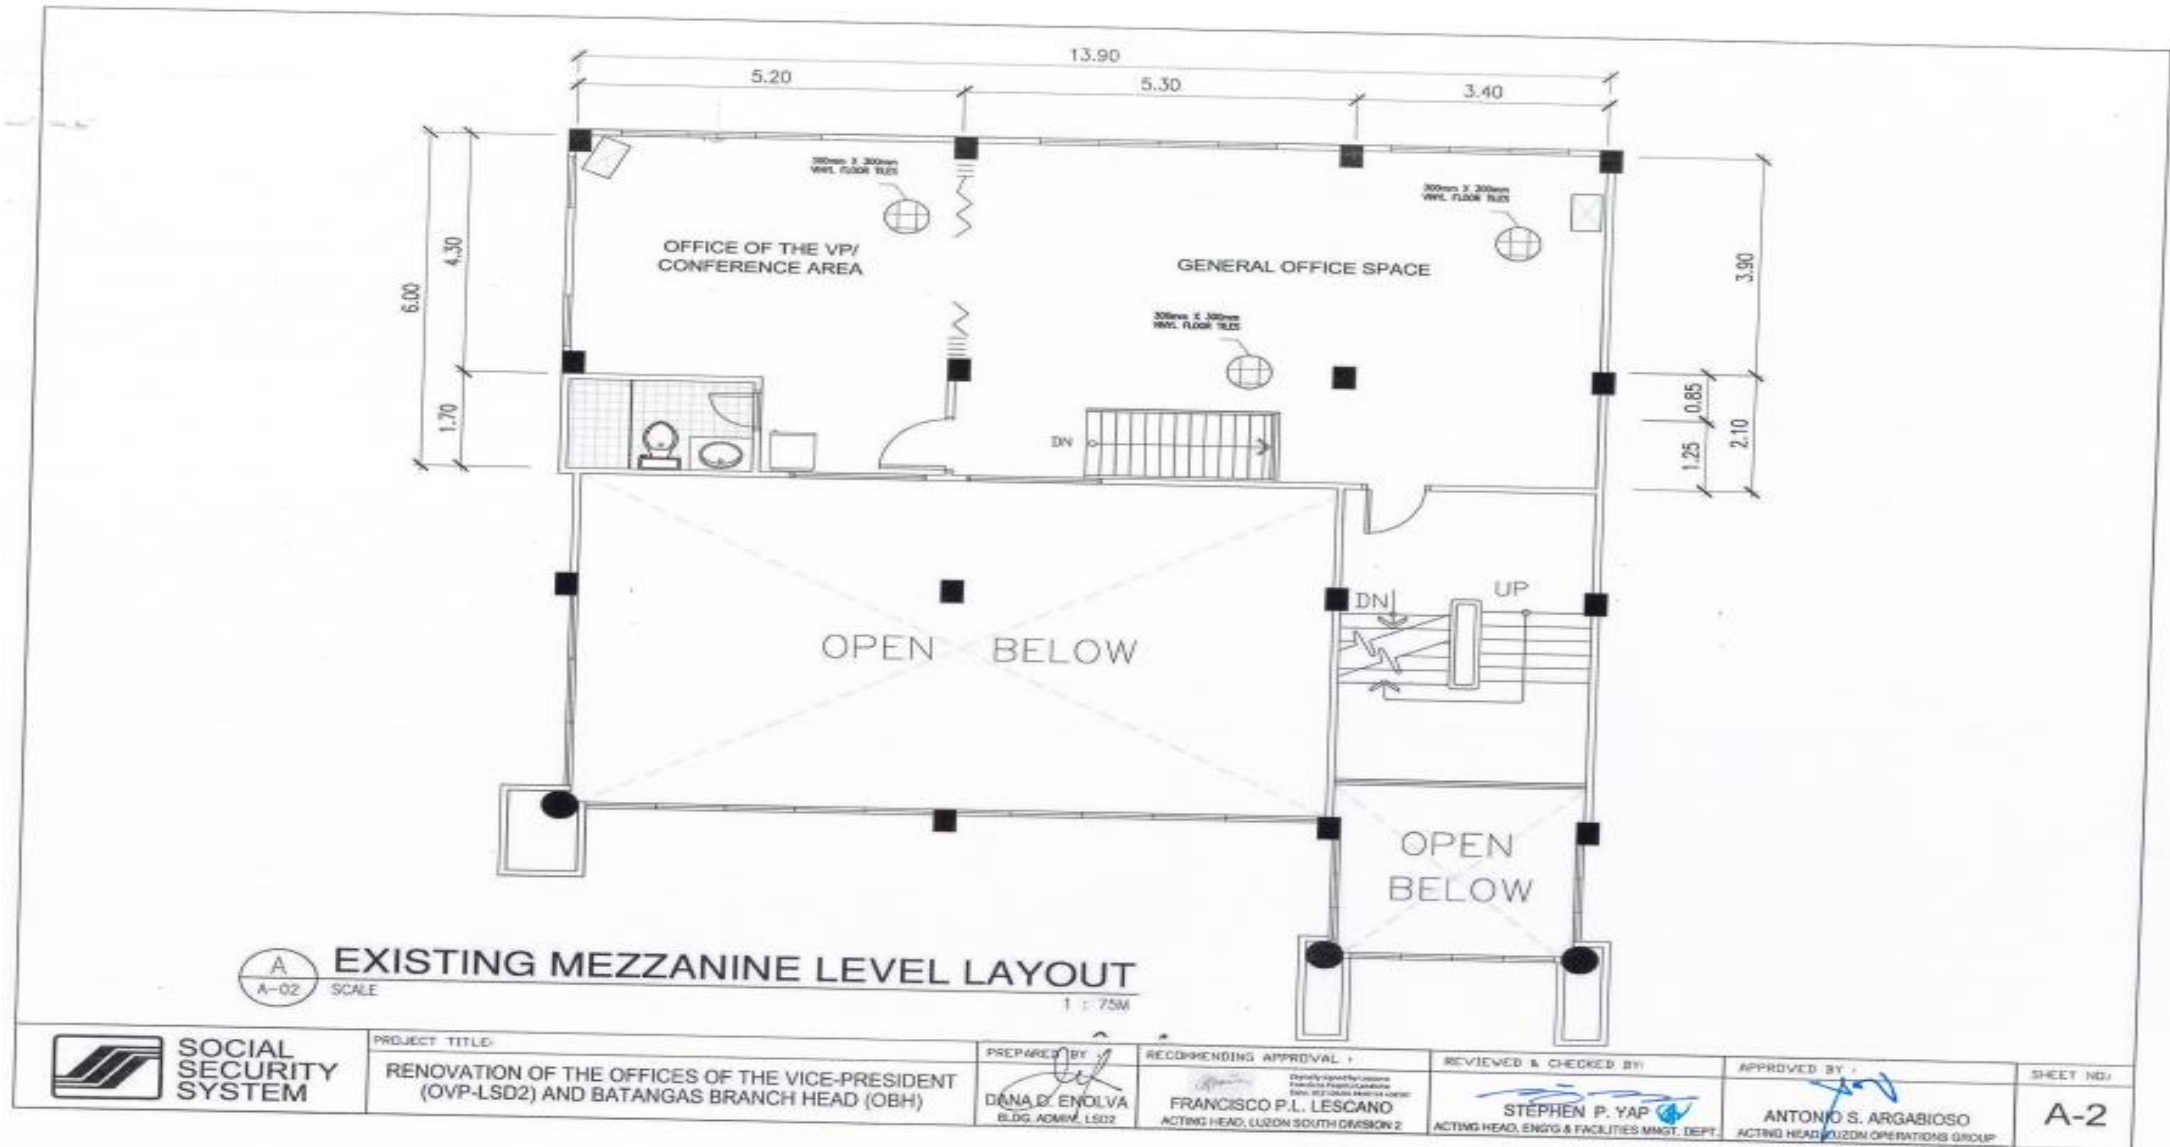 13.90
5.20
5.30
3.40
300mm X 300mm
VINYL FLOOR TILES
300mm X 300mm
VINYL FLOOR TILES
OFFICE OF THE VP/
CONFERENCE AREA
GENERAL OFFICE SPACE
300mm X 300mm
VINYL FLOOR TILES
6.00
4.30
1.70
3.90
0.85
2.10
1.25
DN
DN
UP
OPEN BELOW
OPEN
BELOW
A
A-02
EXISTING MEZZANINE LEVEL LAYOUT
SCALE
1 : 75M
SOCIAL
SECURITY
SYSTEM
PROJECT TITLE:
RENOVATION OF THE OFFICES OF THE VICE-PRESIDENT
(OVP-LSD2) AND BATANGAS BRANCH HEAD (OBH)
PREPARED BY :
DANA D. ENOLVA
BLDG. ADMIN., LSD2
RECOMMENDING APPROVAL :
FRANCISCO P.L. LESCANO
ACTING HEAD, LUZON SOUTH DIVISION 2
REVIEWED & CHECKED BY:
STEPHEN P. YAP
ACTING HEAD, ENG'G & FACILITIES MNGT. DEPT.
APPROVED BY :
ANTONIO S. ARGABIOSO
ACTING HEAD, LUZON OPERATIONS GROUP
SHEET NO.:
A-2